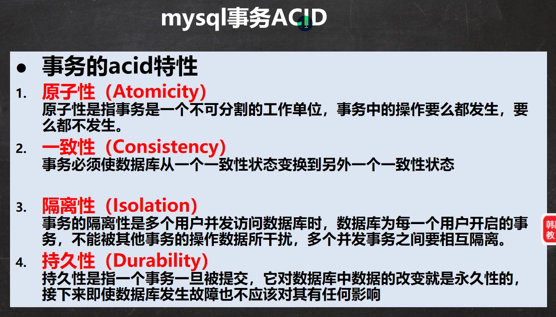 mysql事务ACID
● 事务的acid特性
1. 原子性（Atomicity）
原子性是指事务是一个不可分割的工作单位，事务中的操作要么都发生，要
么都不发生。
2. 一致性（Consistency）
事务必须使数据库从一个一致性状态变换到另外一个一致性状态
3. 隔离性（Isolation）
事务的隔离性是多个用户并发访问数据库时，数据库为每一个用户开启的事
务，不能被其他事务的操作数据所干扰，多个并发事务之间要相互隔离。
4. 持久性（Durability）
持久性是指一个事务一旦被提交，它对数据库中数据的改变就是永久性的，
接下来即使数据库发生故障也不应该对其有任何影响